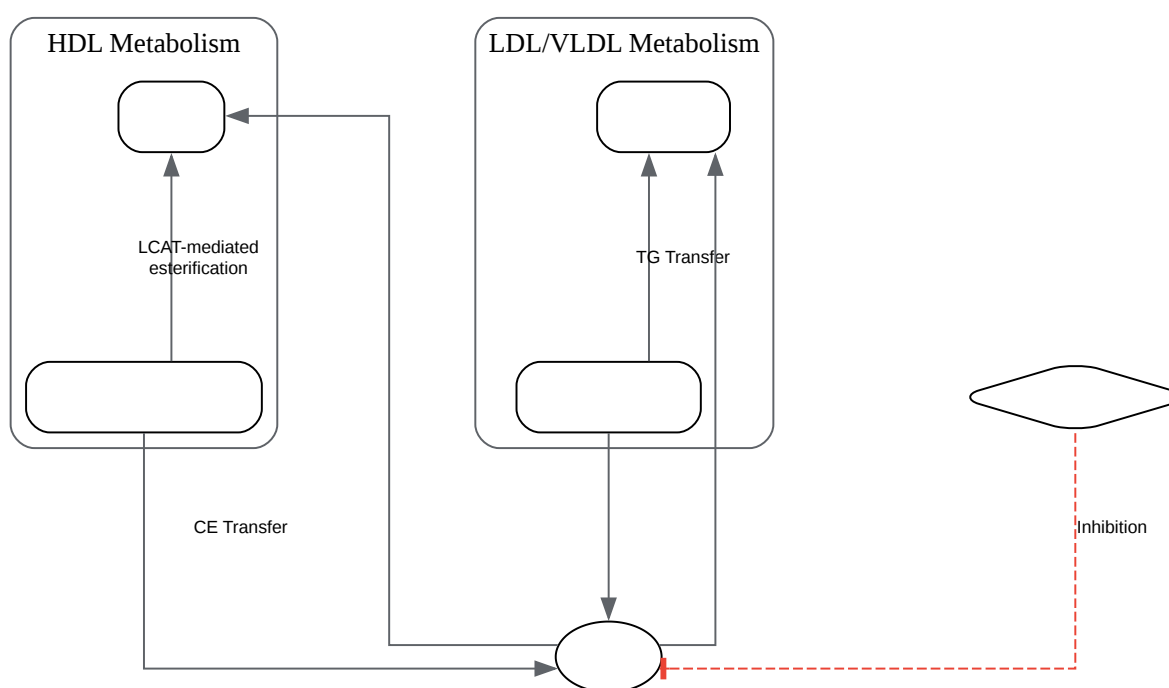 HDL Metabolism
LDL/VLDL Metabolism
LCAT-mediated
esterification
TG Transfer
CE Transfer
Inhibition